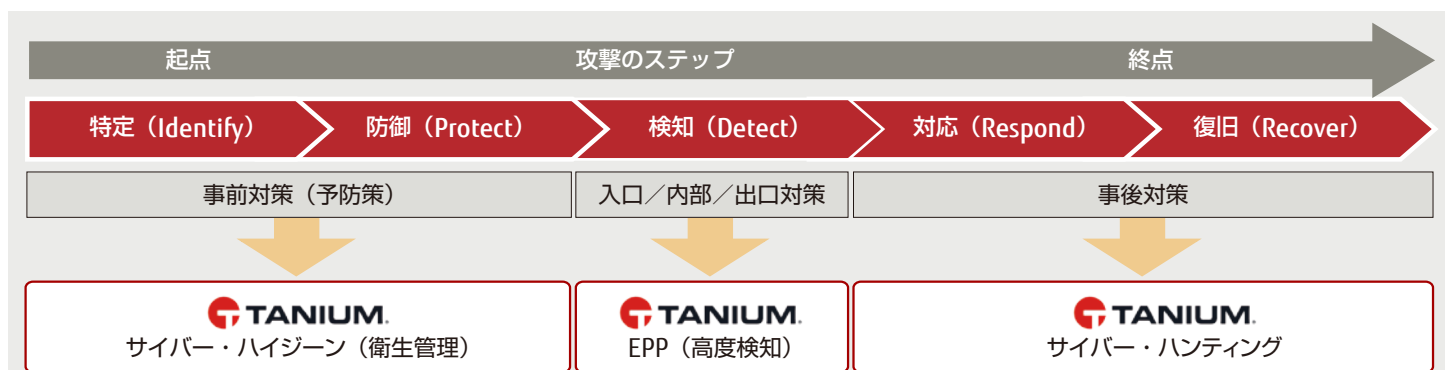 起点 攻撃のステップ 終点
特定（Identify） 防御（Protect） 検知（Detect） 対応（Respond） 復旧（Recover）
事前対策（予防策） 入口／内部／出口対策 事後対策
TANIUM. TANIUM. TANIUM.
サイバー・ハイジーン（衛生管理） EPP（高度検知） サイバー・ハンティング